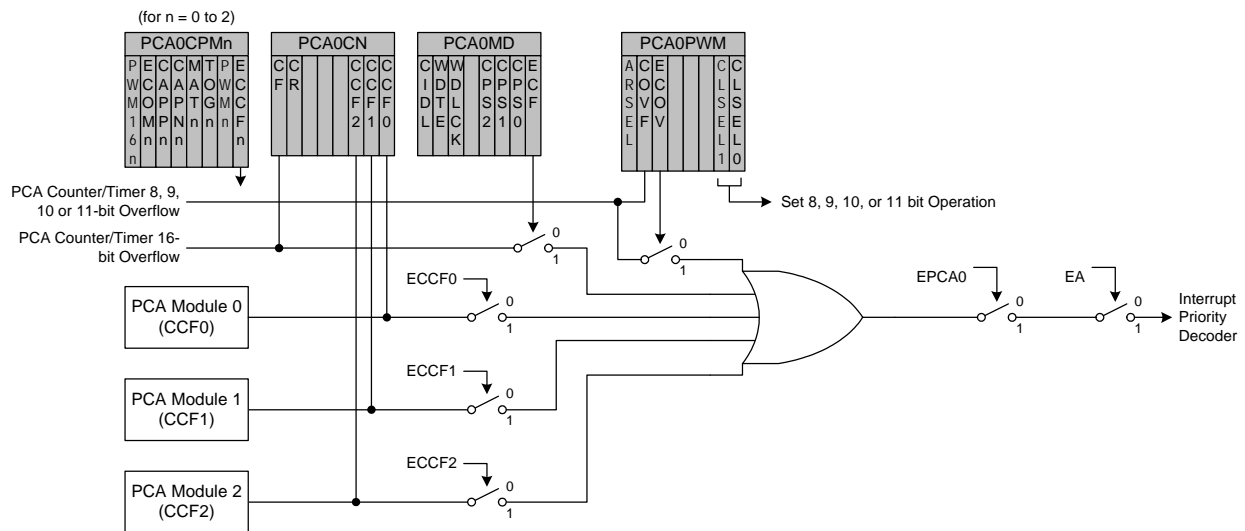 (for n = 0 to 2)
PCA0CPMn
PWM16n
ECOMn
CAPPn
CAPNn
MATn
TOGn
PWMn
ECCFn
PCA0CN
CF
CR
CCF2
CCF1
CCF0
PCA0MD
CIDL
WDTE
WDLCK
CPS2
CPS1
CPS0
ECF
PCA0PWM
ARSEL
COVF
ECOV
CLSEL1
CLSEL0
PCA Counter/Timer 8, 9,
10 or 11-bit Overflow
Set 8, 9, 10, or 11 bit Operation
PCA Counter/Timer 16-
bit Overflow
0
1
0
1
PCA Module 0
(CCF0)
ECCF0
0
1
EPCA0
0
1
EA
0
1
Interrupt
Priority
Decoder
PCA Module 1
(CCF1)
ECCF1
0
1
PCA Module 2
(CCF2)
ECCF2
0
1